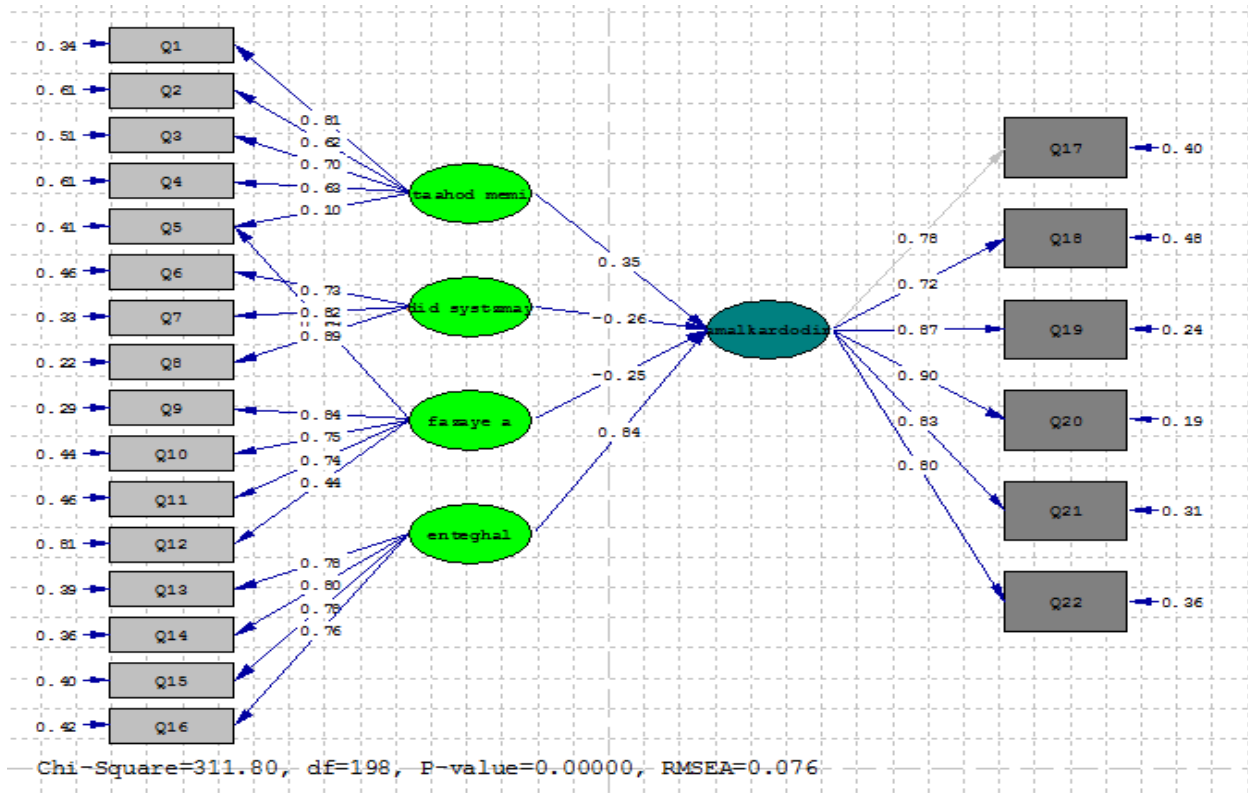 0.34 Q1
0.61 Q2
0.51 Q3
0.61 Q4
0.41 Q5
0.46 Q6
0.33 Q7
0.22 Q8
0.29 Q9
0.44 Q10
0.46 Q11
0.81 Q12
0.39 Q13
0.36 Q14
0.40 Q15
0.42 Q16
0.81
0.62
0.70
0.63
0.10
0.73
0.82
0.89
0.84
0.75
0.74
0.44
0.78
0.80
0.78
0.76
taahod memi
did systemay
fazaye a
enteghal
0.35
-0.26
-0.25
0.84
amalkardodin
0.78
0.72
0.87
0.90
0.83
0.80
Q17 0.40
Q18 0.48
Q19 0.24
Q20 0.19
Q21 0.31
Q22 0.36
Chi-Square=311.80, df=198, P-value=0.00000, RMSEA=0.076